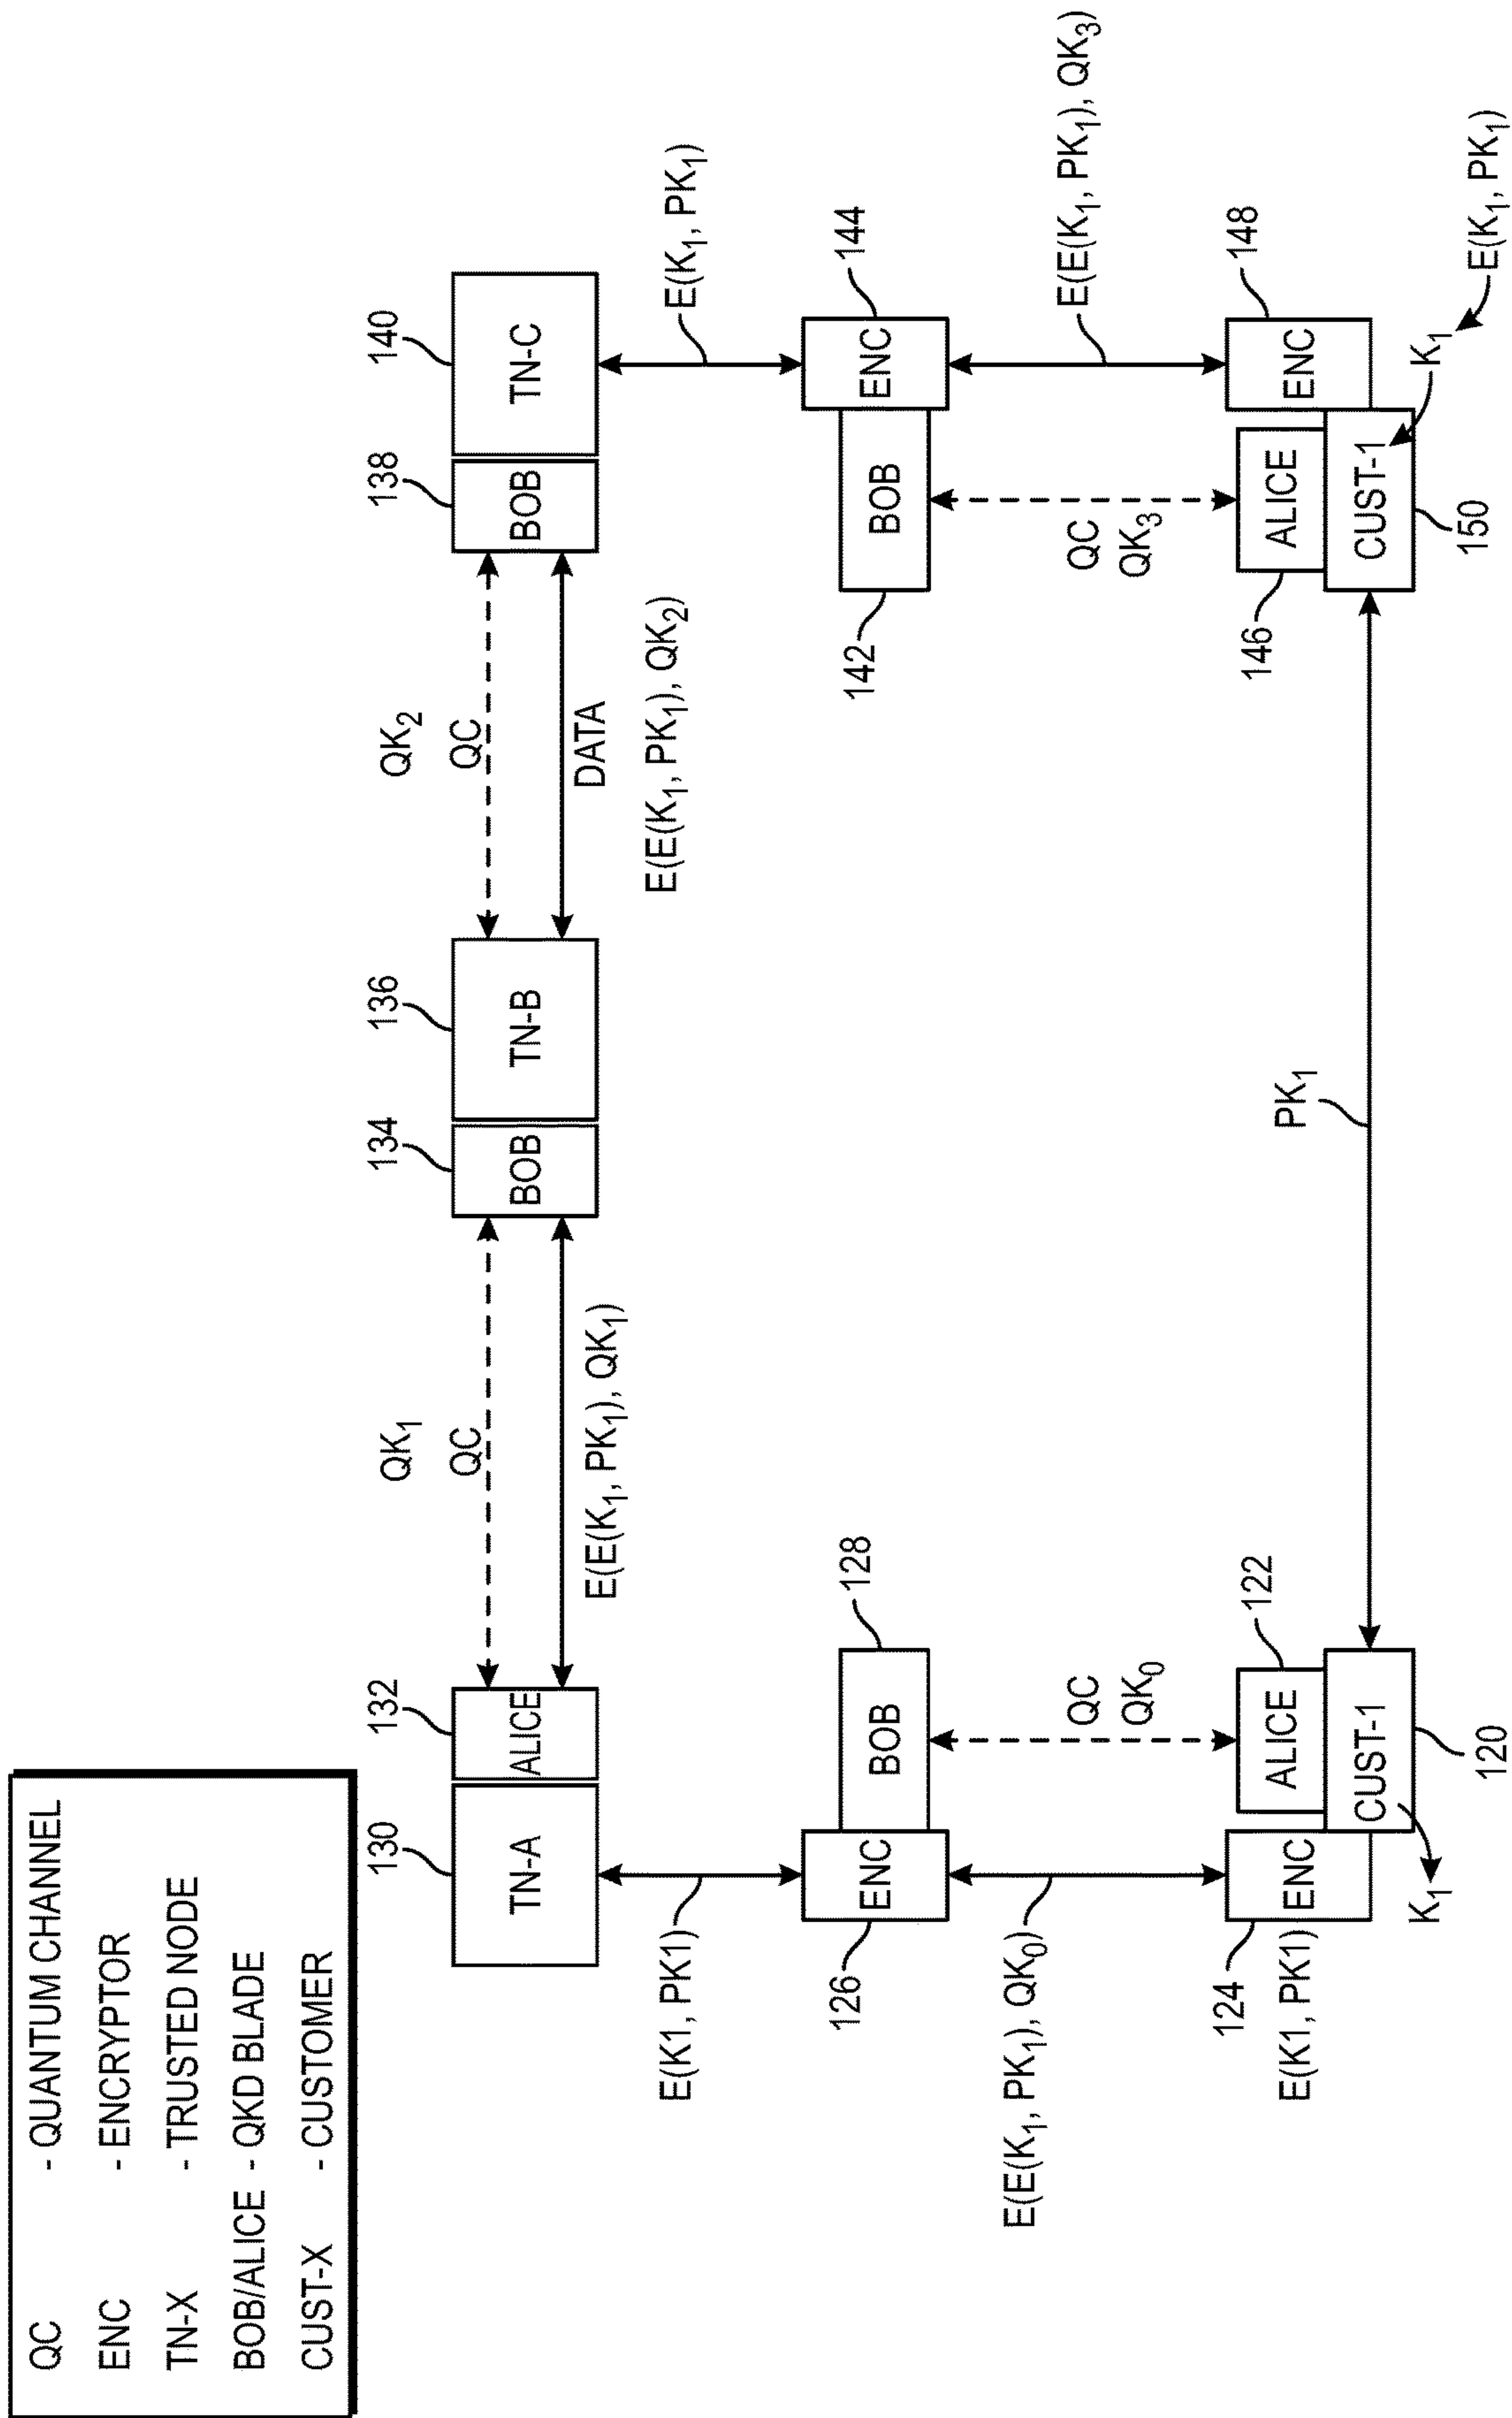 QC - QUANTUM CHANNEL
ENC - ENCRYPTOR
TN-X - TRUSTED NODE
BOB/ALICE - QKD BLADE
CUST-X - CUSTOMER
130
132
134
136
138
140
TN-A
ALICE
BOB
TN-B
BOB
TN-C
QK₁
QC
QK₂
QC
DATA
E(E(K₁, PK₁), QK₁)
E(E(K₁, PK₁), QK₂)
E(K1, PK1)
E(K₁, PK₁)
126
ENC
BOB
128
142
BOB
ENC
144
E(E(K₁, PK₁), QK₀)
QC
QK₀
QC
QK₃
E(E(K₁, PK₁), QK₃)
124
ENC
ALICE
122
146
ALICE
ENC
148
E(K1, PK1)
CUST-1
PK₁
CUST-1
K₁
120
150
K₁
E(K₁, PK₁)